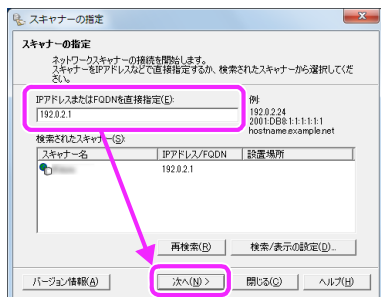 スキャナーの指定
スキャナーの指定
ネットワークスキャナーの接続を開始します。
スキャナーをIPアドレスなどで直接指定するか、検索されたスキャナーから選択してくだ
さい。
IPアドレスまたはFQDNを直接指定(E):
192.0.2.1
例:
192.0.2.24
2001:DB8:1:1:1:1:1:1
hostname.example.net
検索されたスキャナー(S):
スキャナー名 IPアドレス/FQDN 設置場所
192.0.2.1
再検索(R) 検索/表示の設定(D)...
バージョン情報(A) 次へ(N) > 閉じる(C) ヘルプ(H)